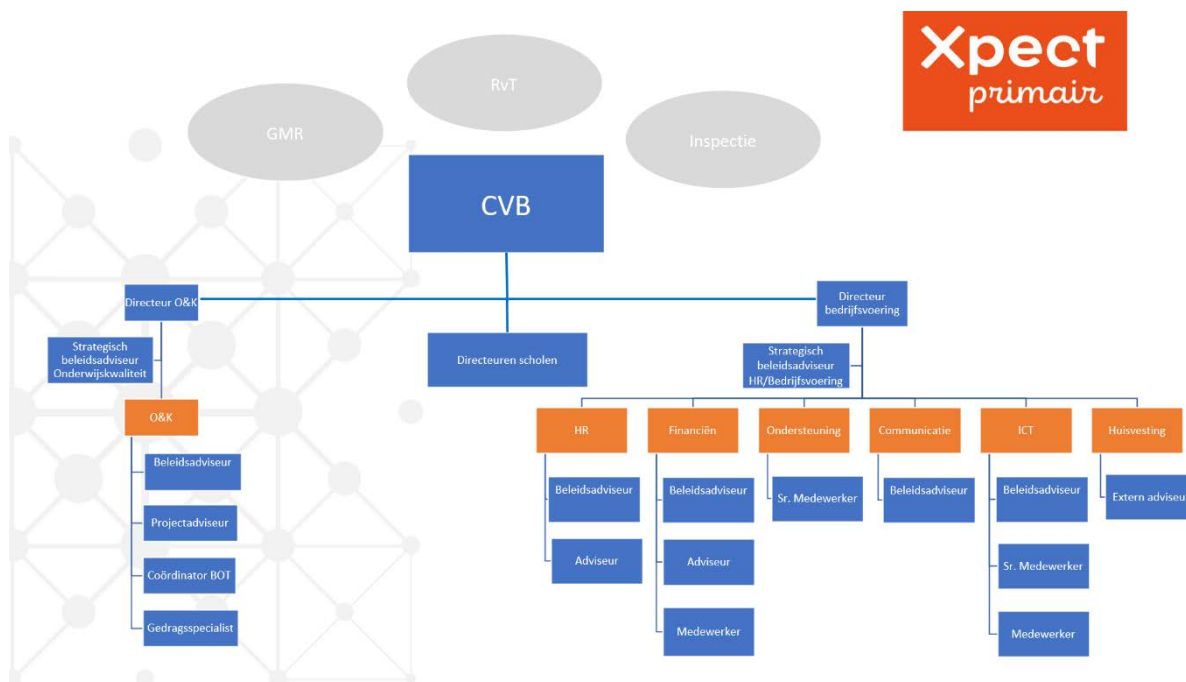 Xpect
primair
RvT
GMR
Inspectie
CVB
Directeur O&K
Directeur
bedrijfsvoering
Strategisch
beleidsadviseur
Onderwijskwaliteit
Directeuren scholen
Strategisch
beleidsadviseur
HR/Bedrijfsvoering
O&K
HR
Financiën
Ondersteuning
Communicatie
ICT
Huisvesting
Beleidsadviseur
Projectadviseur
Coördinator BOT
Gedragsspecialist
Beleidsadviseur
Adviseur
Beleidsadviseur
Adviseur
Medewerker
Sr. Medewerker
Beleidsadviseur
Beleidsadviseur
Sr. Medewerker
Medewerker
Extern adviseu